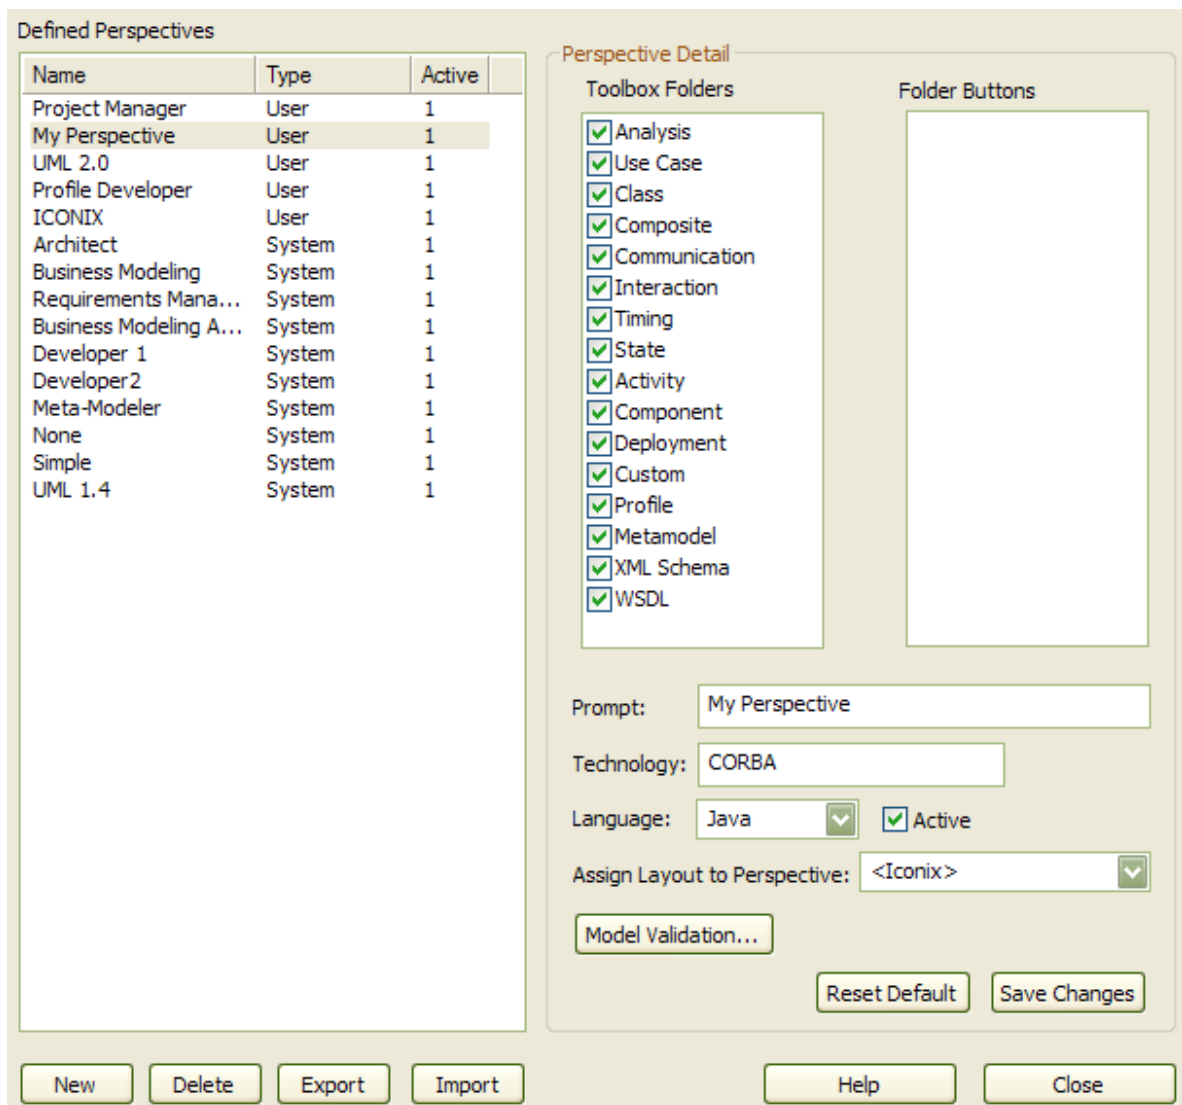 Defined Perspectives
Name Type Active
Project Manager User 1
My Perspective User 1
UML 2.0 User 1
Profile Developer User 1
ICONIX User 1
Architect System 1
Business Modeling System 1
Requirements Mana... System 1
Business Modeling A... System 1
Developer 1 System 1
Developer2 System 1
Meta-Modeler System 1
None System 1
Simple System 1
UML 1.4 System 1
Perspective Detail
Toolbox Folders
Analysis
Use Case
Class
Composite
Communication
Interaction
Timing
State
Activity
Component
Deployment
Custom
Profile
Metamodel
XML Schema
WSDL
Folder Buttons
Prompt: My Perspective
Technology: CORBA
Language: Java Active
Assign Layout to Perspective: <Iconix>
Model Validation...
Reset Default Save Changes
New Delete Export Import Help Close